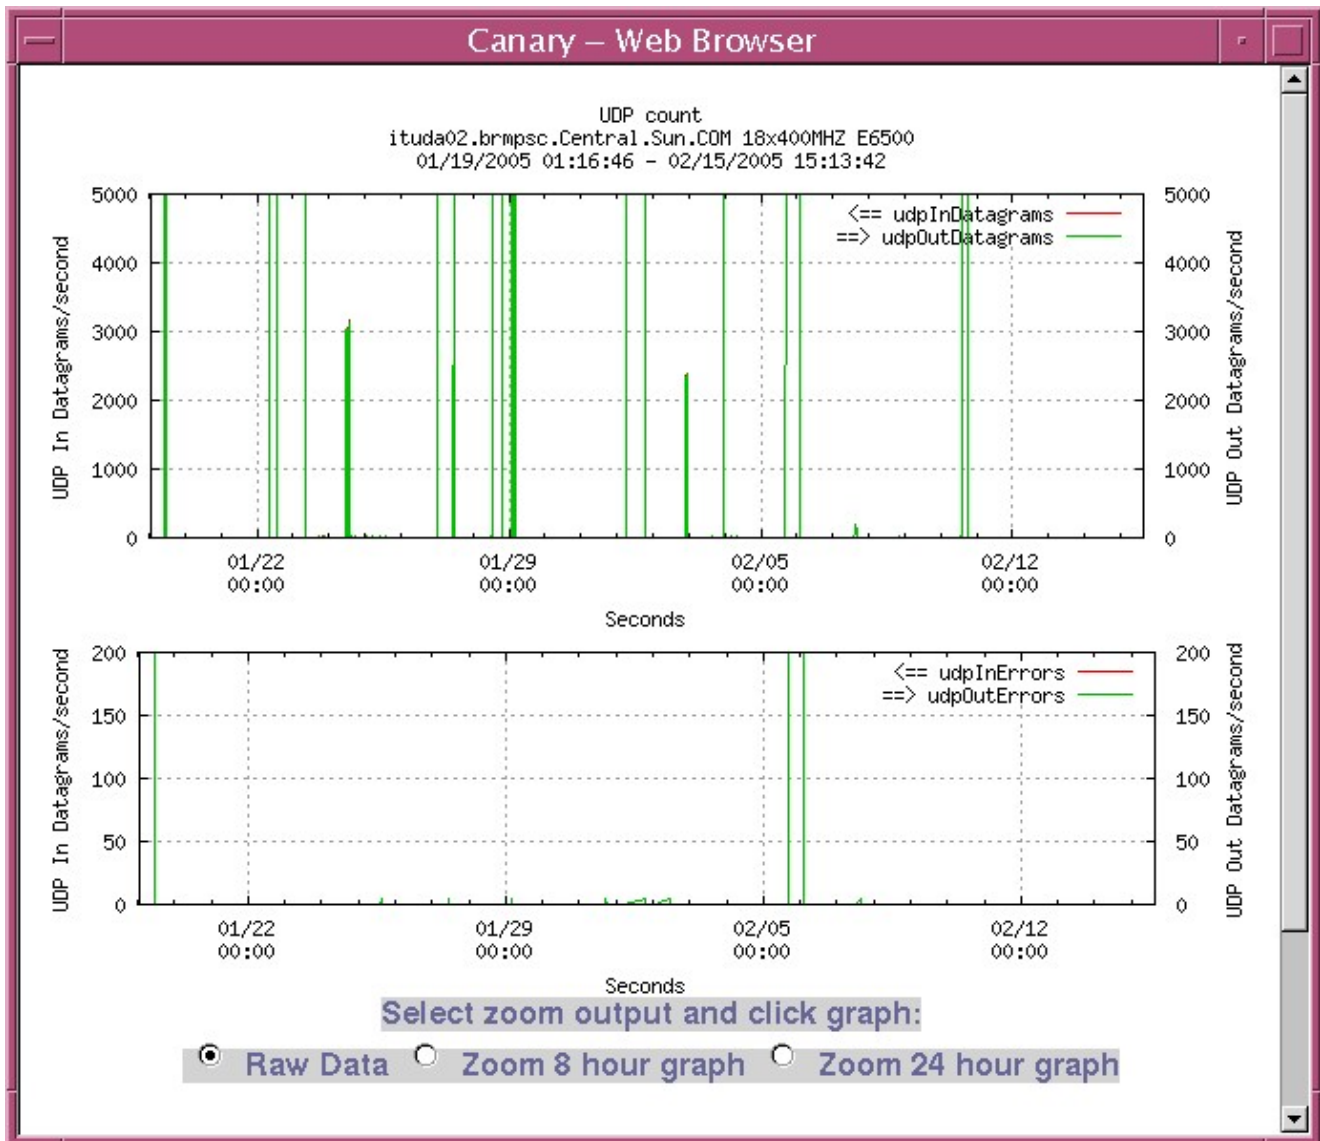 Canary – Web Browser
UDP count
ituda02.brmpsc.Central.Sun.COM 18x400MHZ E6500
01/19/2005 01:16:46 - 02/15/2005 15:13:42
UDP In Datagrams/second
5000
4000
3000
2000
1000
0
<== udpInDatagrams
==> udpOutDatagrams
5000
4000
3000
2000
1000
0
UDP Out Datagrams/second
01/22 01/29 02/05 02/12
00:00 00:00 00:00 00:00
Seconds
UDP In Datagrams/second
200
150
100
50
0
<== udpInErrors
==> udpOutErrors
200
150
100
50
0
UDP Out Datagrams/second
01/22 01/29 02/05 02/12
00:00 00:00 00:00 00:00
Seconds
Select zoom output and click graph:
Raw Data Zoom 8 hour graph Zoom 24 hour graph